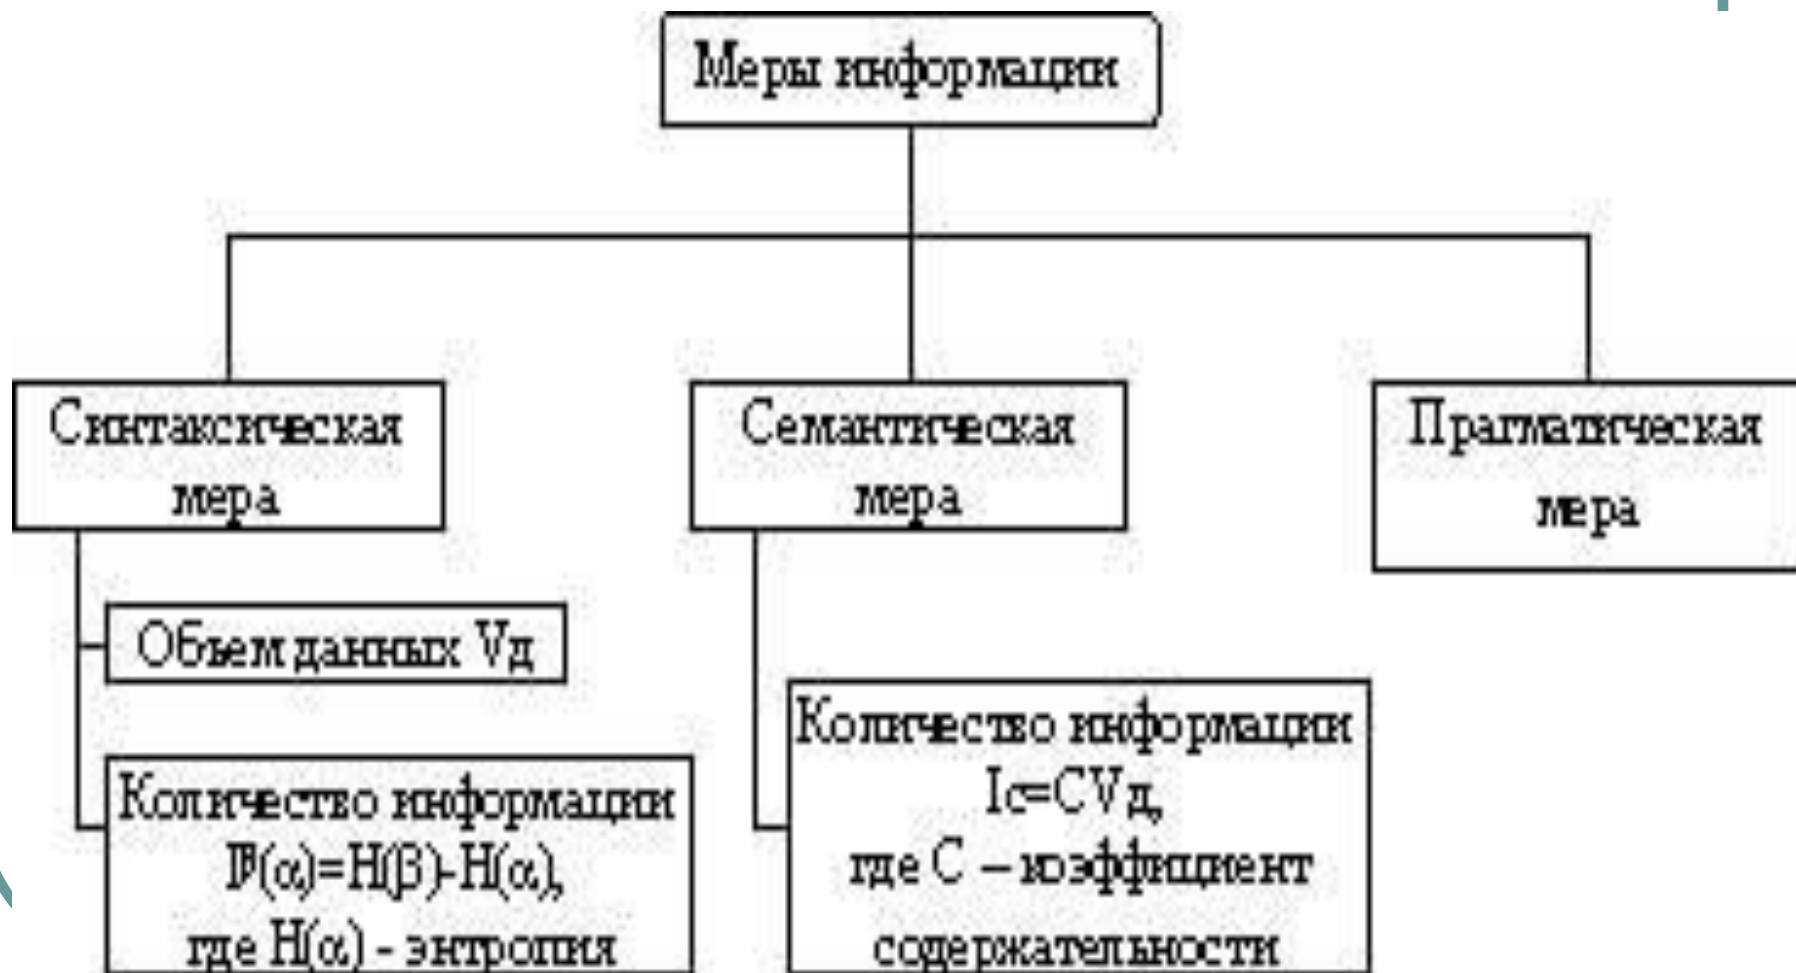 Меры информации
Синтаксическая
мера
Семантическая
мера
Прагматическая
мера
Объем данных Vд
Количество информации
(α)=H(β)-H(α),
где H(α) - энтропия
Количество информации
Ic=CVд,
где C – коэффициент
содержательности